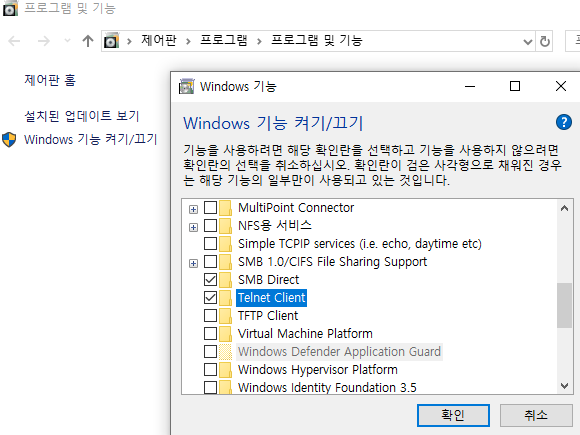 프로그램 및 기능
제어판 프로그램 프로그램 및 기능
제어판 홈
설치된 업데이트 보기
Windows 기능 켜기/끄기
Windows 기능
Windows 기능 켜기/끄기
기능을 사용하려면 해당 확인란을 선택하고 기능을 사용하지 않으려면
확인란의 선택을 취소하십시오. 확인란이 검은 사각형으로 채워진 경우
는 해당 기능의 일부만이 사용되고 있는 것입니다.
MultiPoint Connector
NFS용 서비스
Simple TCPIP services (i.e. echo, daytime etc)
SMB 1.0/CIFS File Sharing Support
SMB Direct
Telnet Client
TFTP Client
Virtual Machine Platform
Windows Defender Application Guard
Windows Hypervisor Platform
Windows Identity Foundation 3.5
확인 취소